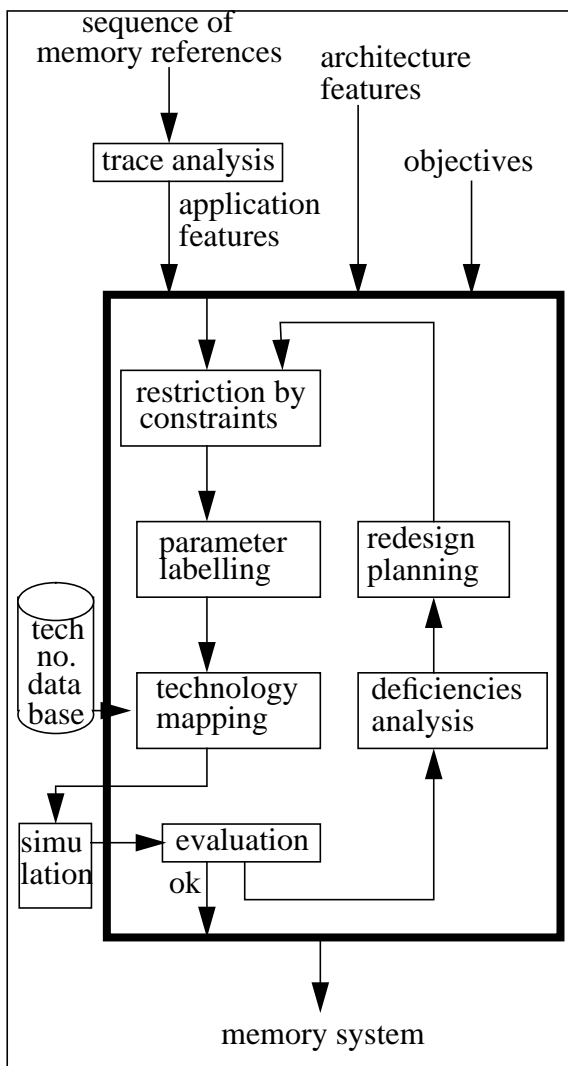 sequence of
memory references
architecture
features
trace analysis
objectives
application
features
restriction by
constraints
parameter
labelling
redesign
planning
tech
no.
data
base
technology
mapping
deficiencies
analysis
simu
lation
evaluation
ok
memory system